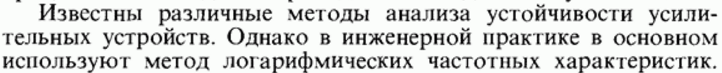 Известны различные методы анализа устойчивости усили-
тельных устройств. Однако в инженерной практике в основном
используют метод логарифмических частотных характеристик.